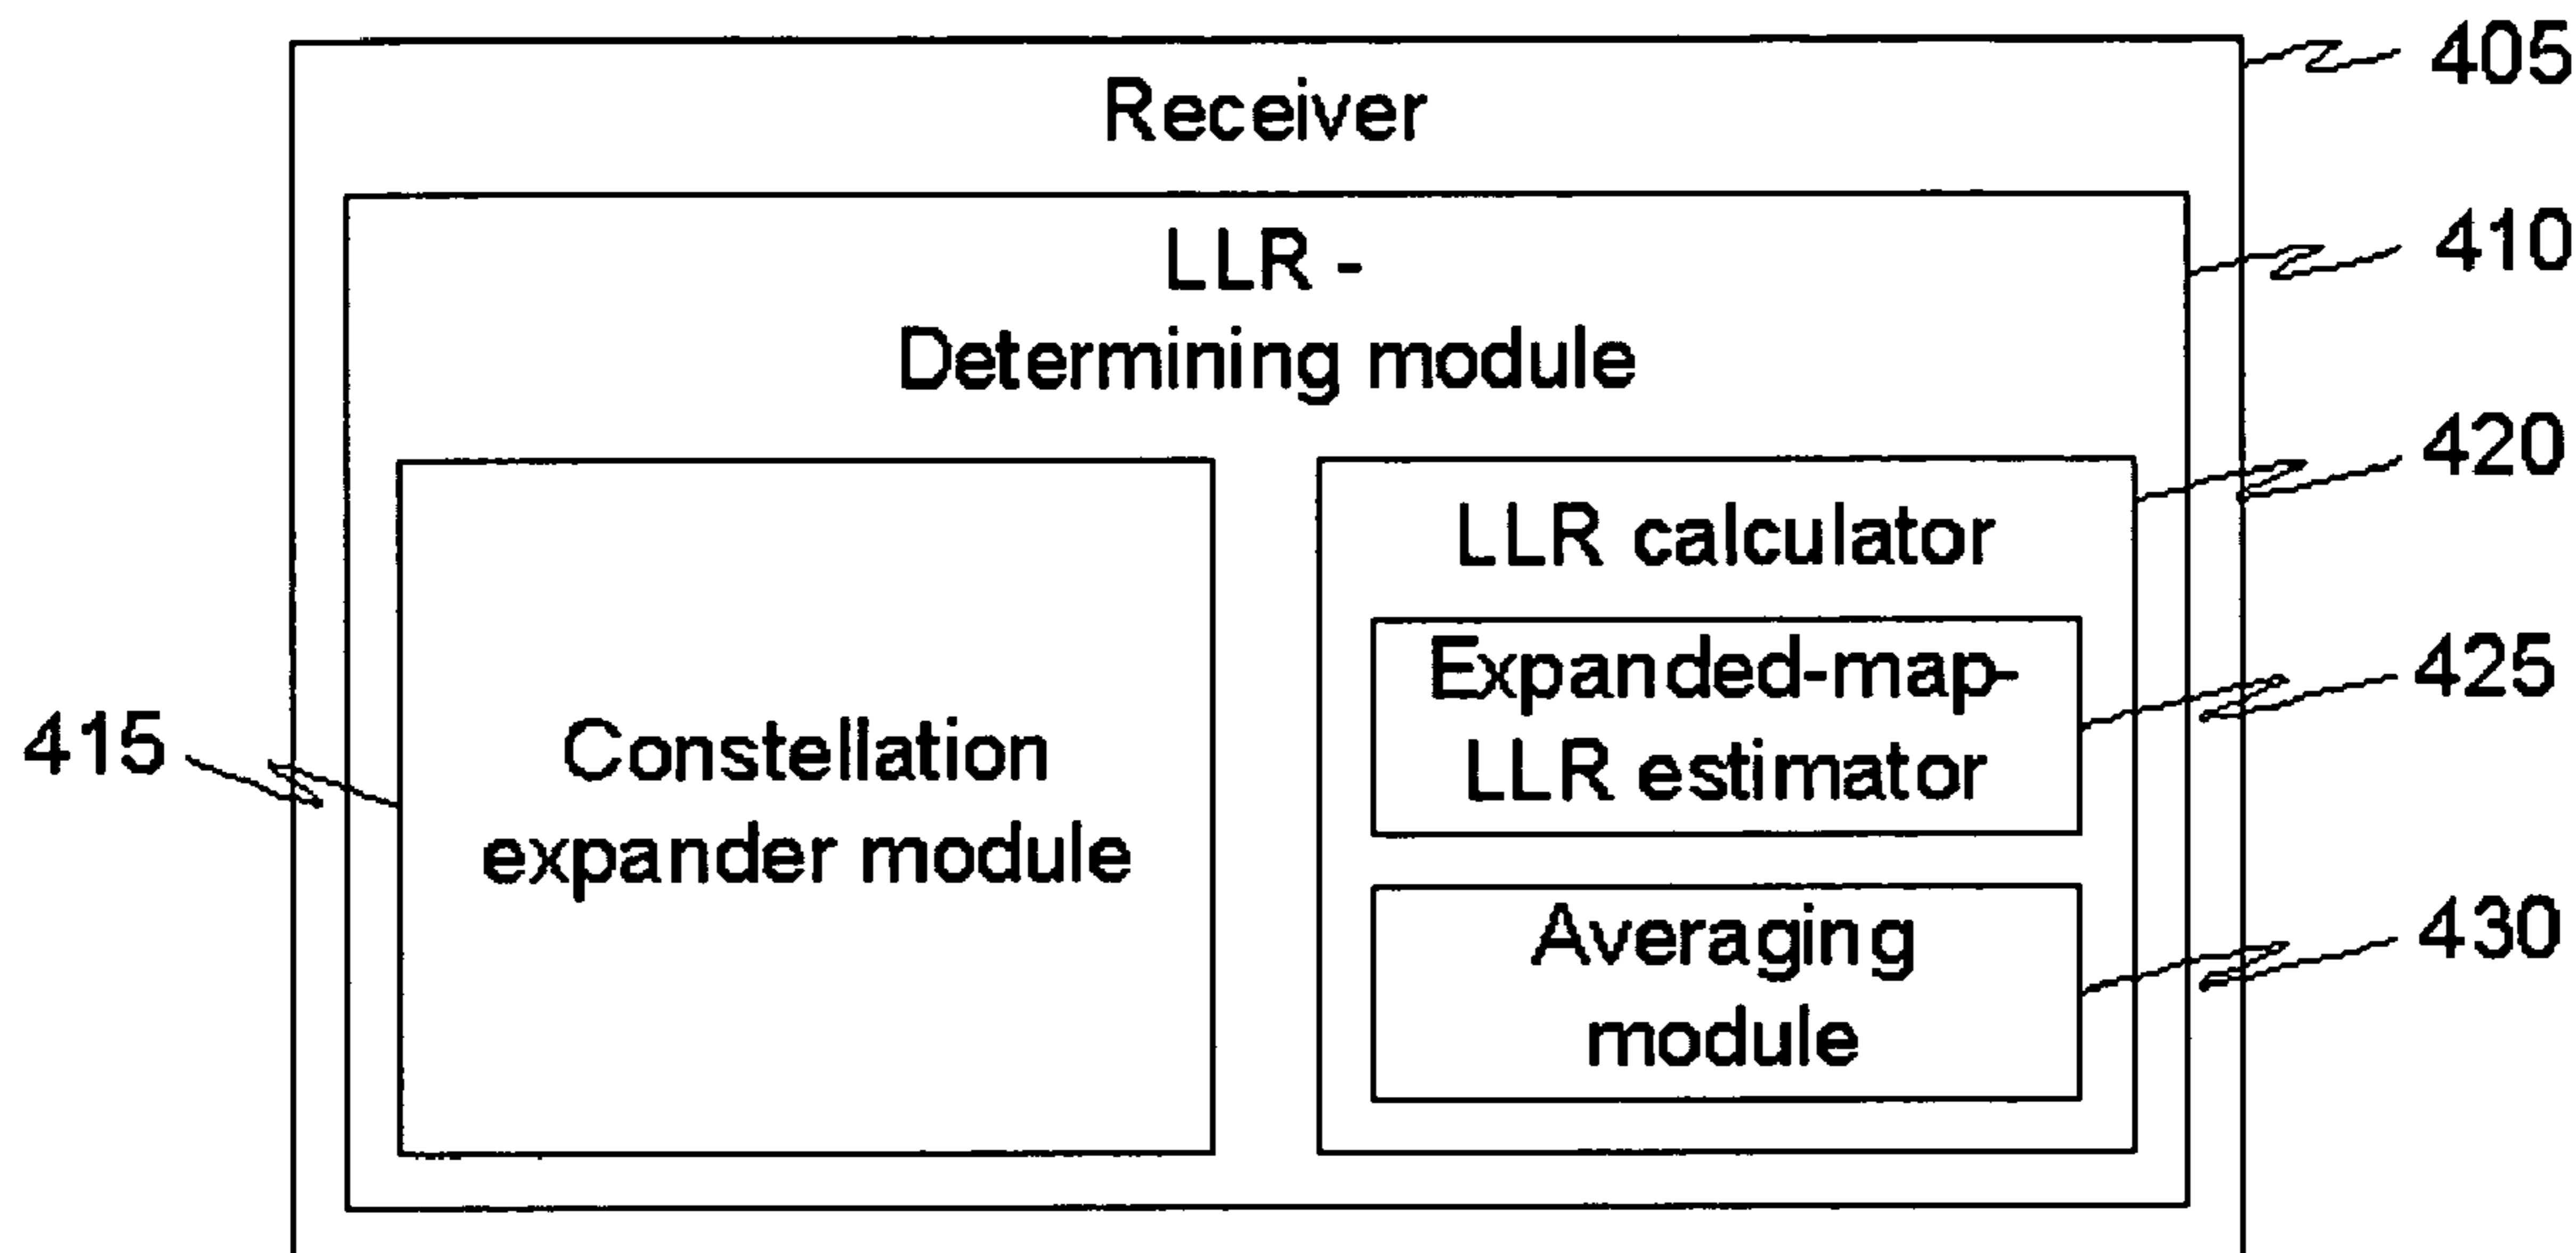 405
Receiver
410
LLR -
Determining module
420
LLR calculator
425
Expanded-map-
LLR estimator
415
Constellation
expander module
430
Averaging
module